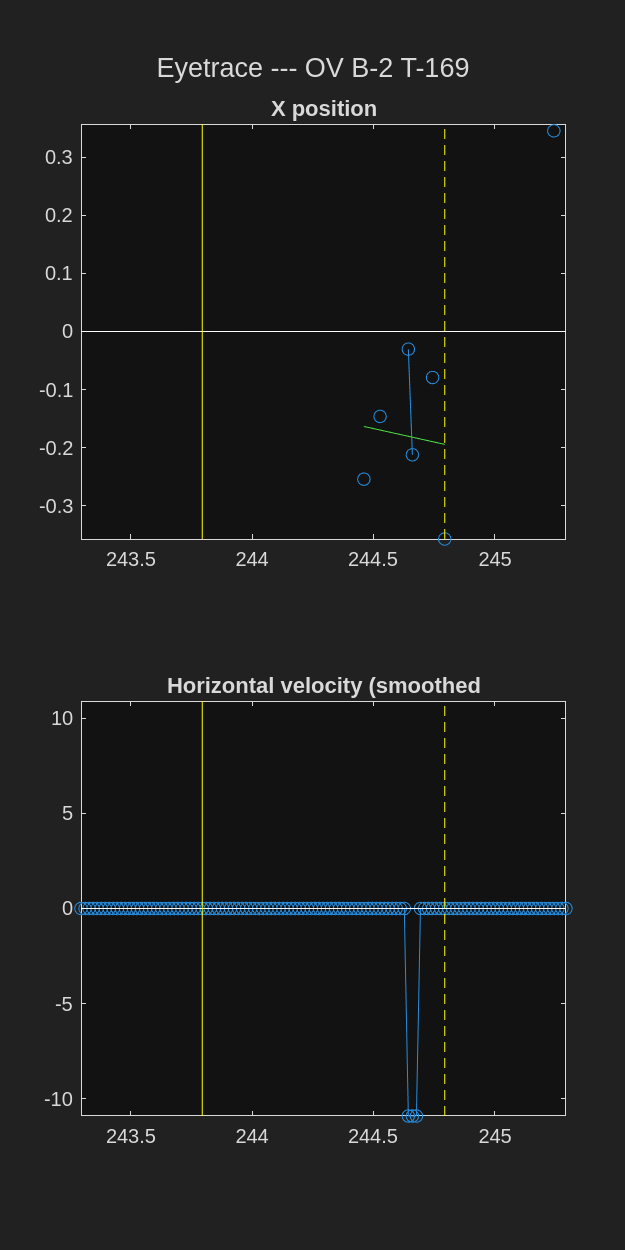 Eyetrace --- OV B-2 T-169
X position
0.3
0.2
0.1
0
-0.1
-0.2
-0.3
243.5 244 244.5 245
Horizontal velocity (smoothed
10
5
0
-5
-10
243.5 244 244.5 245